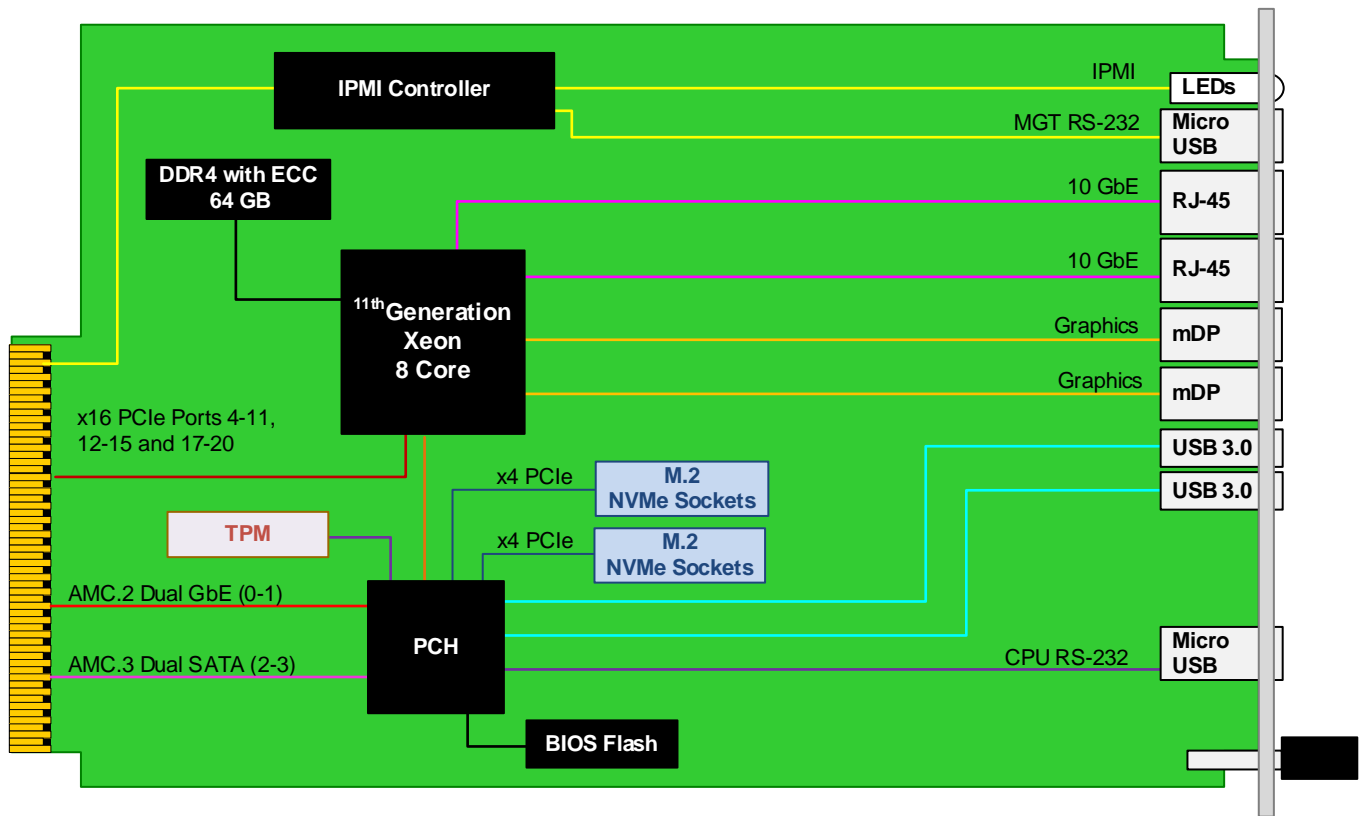 IPMI Controller
IPMI
LEDs
MGT RS-232
Micro
USB
DDR4 with ECC
64 GB
10 GbE
RJ-45
10 GbE
RJ-45
11th Generation
Xeon
8 Core
Graphics
mDP
Graphics
mDP
x16 PCIe Ports 4-11,
12-15 and 17-20
USB 3.0
USB 3.0
x4 PCIe
M.2
NVMe Sockets
TPM
x4 PCIe
M.2
NVMe Sockets
AMC.2 Dual GbE (0-1)
PCH
AMC.3 Dual SATA (2-3)
CPU RS-232
Micro
USB
BIOS Flash